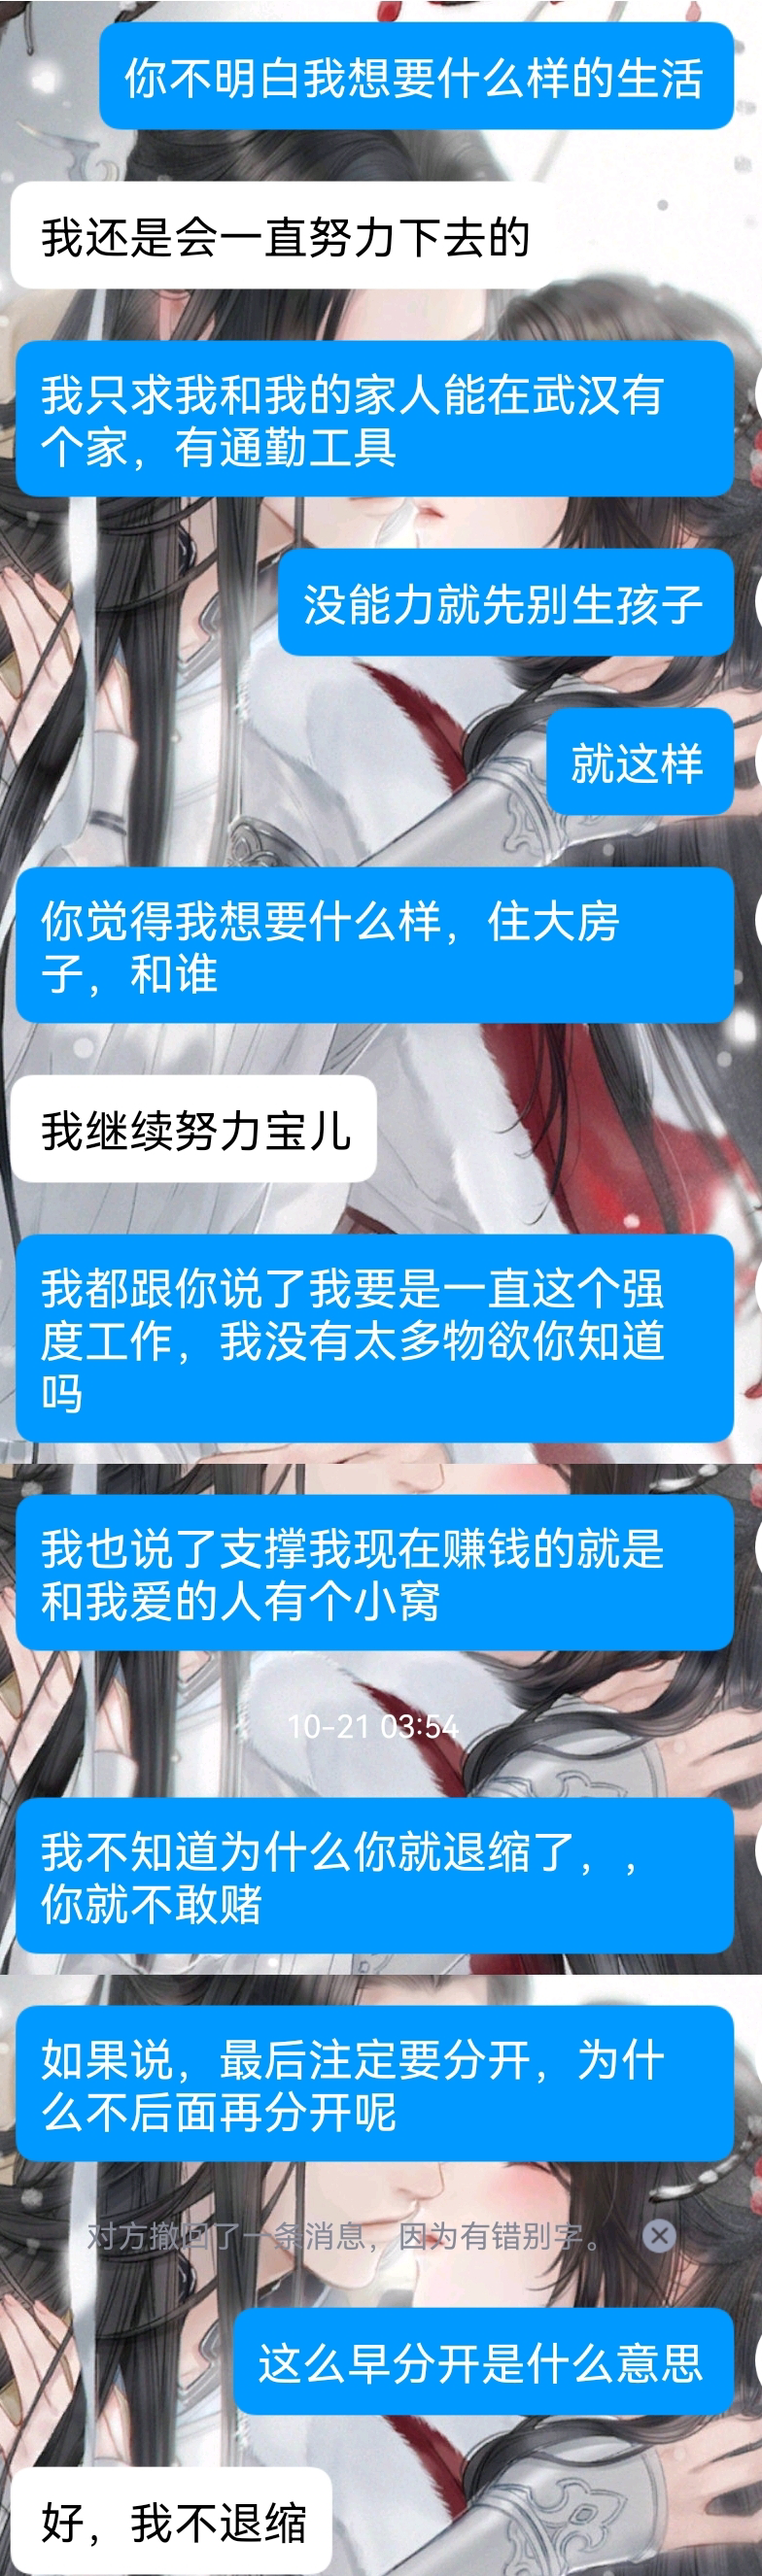 你不明白我想要什么样的生活
我还是会一直努力下去的
我只求我和我的家人能在武汉有
个家，有通勤工具
没能力就先别生孩子
就这样
你觉得我想要什么样，住大房
子，和谁
我继续努力宝儿
我都跟你说了我要是一直这个强
度工作，我没有太多物欲你知道
吗
我也说了支撑我现在赚钱的就是
和我爱的人有个小窝
10-21 03:54
我不知道为什么你就退缩了，，
你就不敢赌
如果说，最后注定要分开，为什
么不后面再分开呢
对方撤回了一条消息，因为有错别字。
这么早分开是什么意思
好，我不退缩